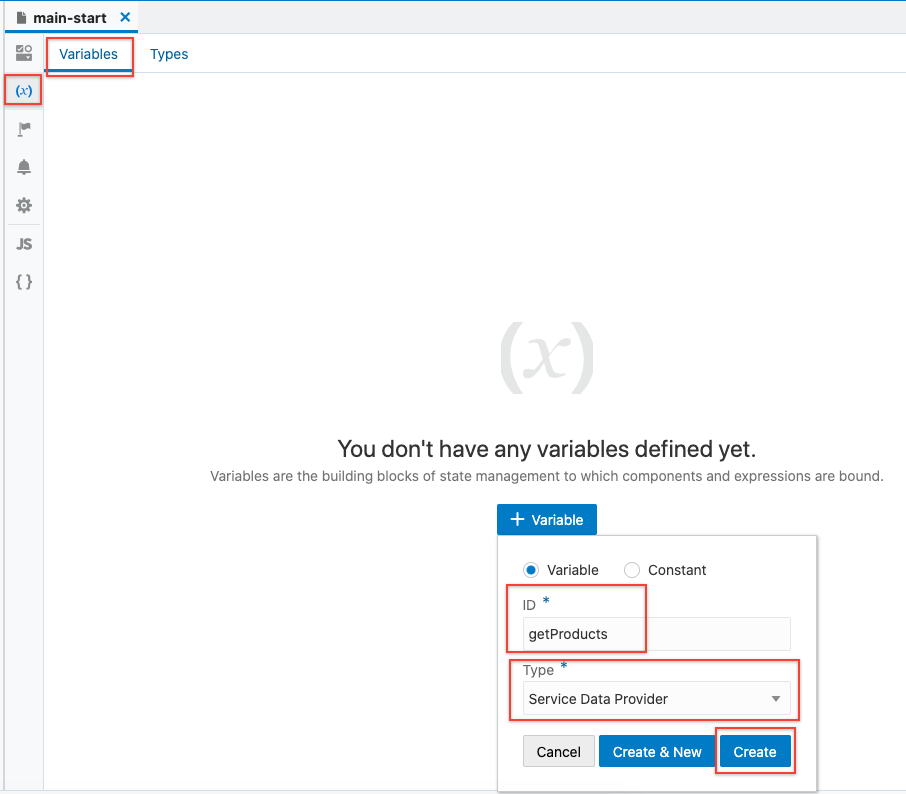 main-start
Variables Types
(x)
JS
{ }
(x)
You don't have any variables defined yet.
Variables are the building blocks of state management to which components and expressions are bound.
+ Variable
Variable Constant
ID *
getProducts
Type *
Service Data Provider
Cancel Create & New Create